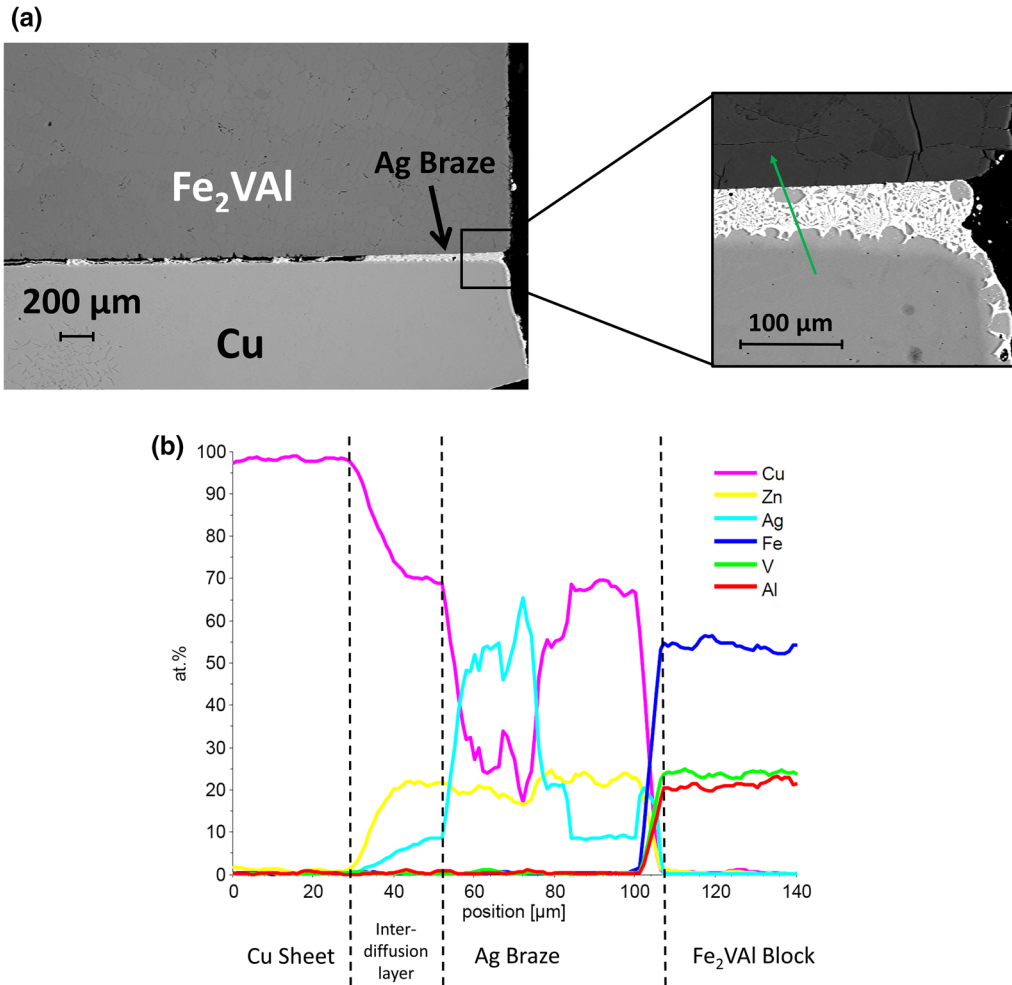 (a)
Ag Braze
Fe₂VAl
200 µm
Cu
100 µm
(b)
100
90
80
70
60
50
40
30
20
10
0
at.%
Cu
Zn
Ag
Fe
V
Al
0 20 40 60 80 100 120 140
position [µm]
Cu Sheet
Inter-
diffusion
layer
Ag Braze
Fe₂VAl Block